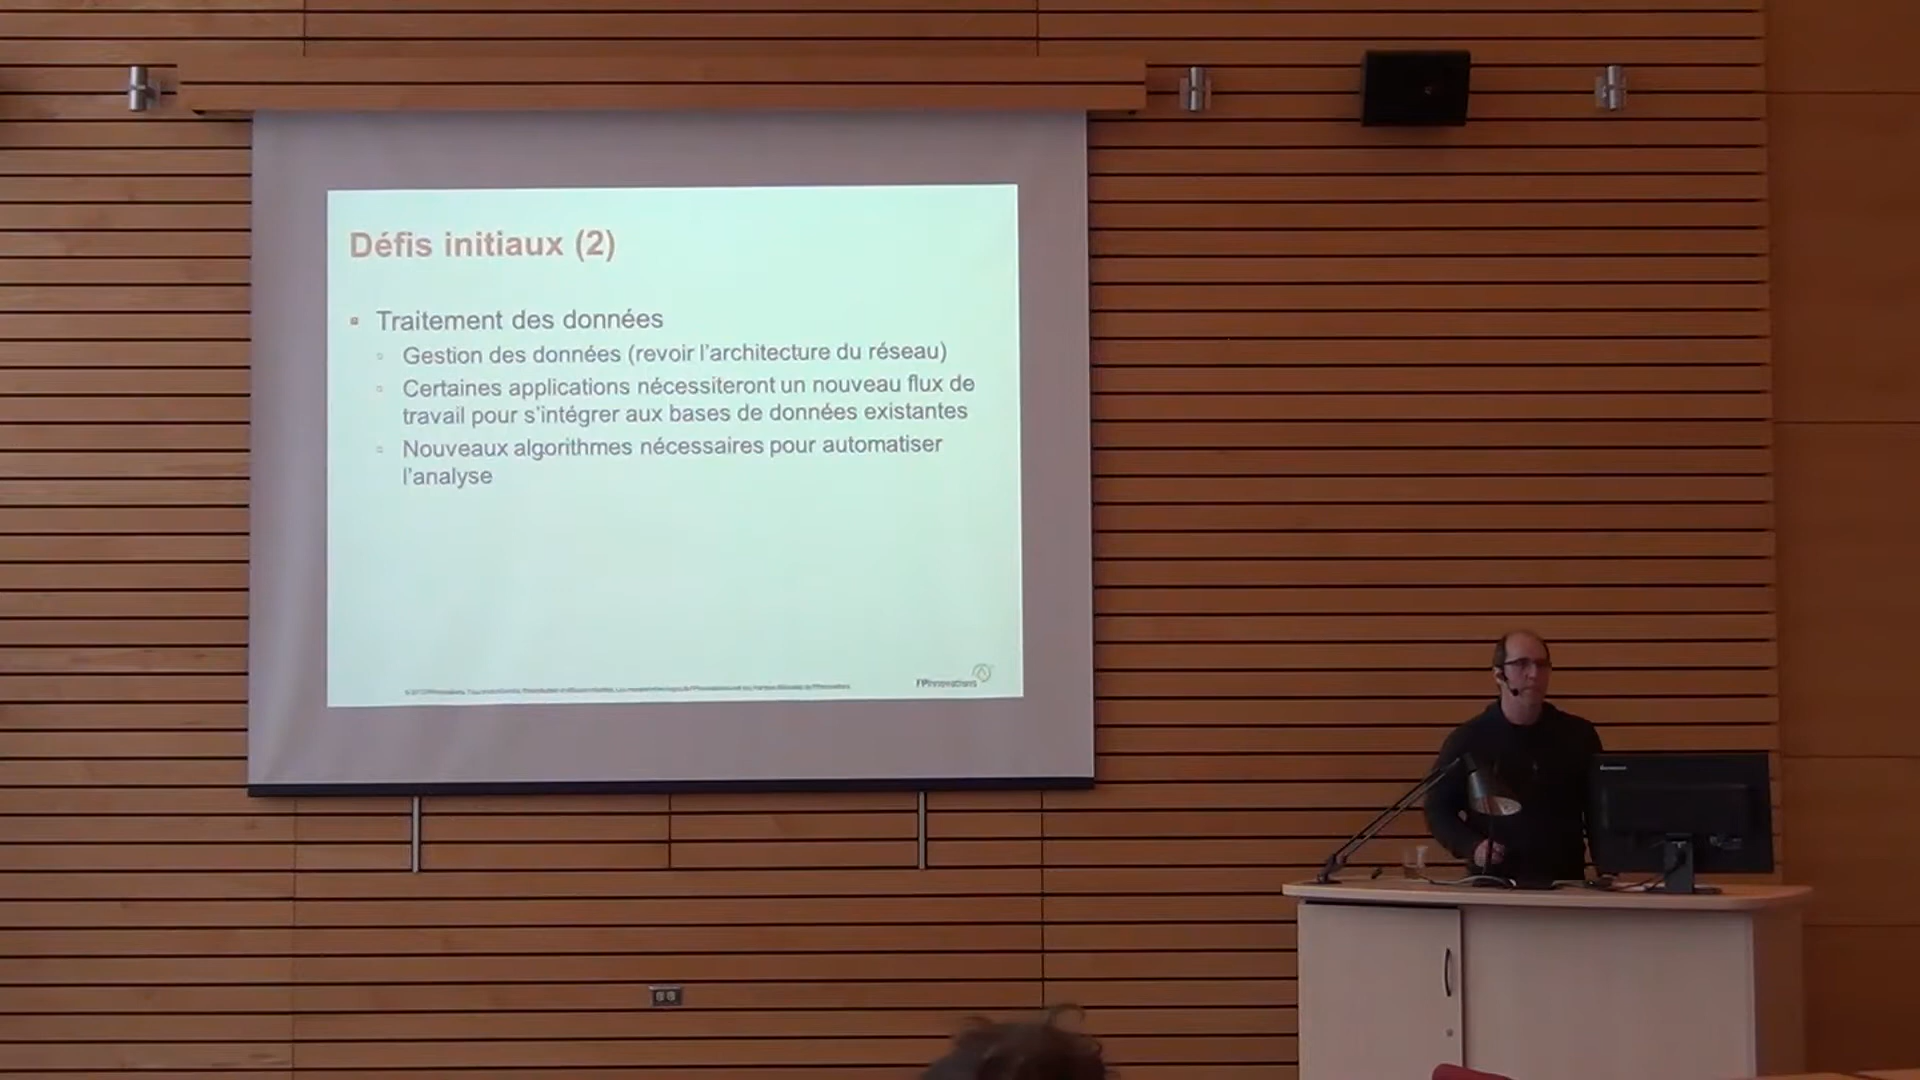 Défis initiaux (2)
Traitement des données
Gestion des données (revoir l'architecture du réseau)
Certaines applications nécessiteront un nouveau flux de
travail pour s'intégrer aux bases de données existantes
Nouveaux algorithmes nécessaires pour automatiser
l'analyse
FPInnovations